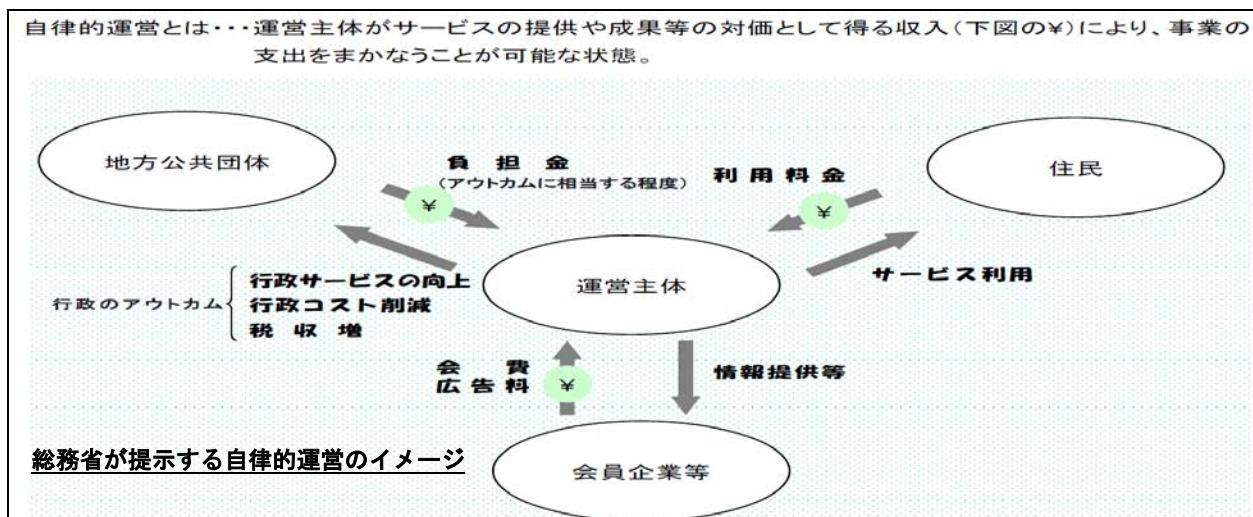 自律的運営とは・・・運営主体がサービスの提供や成果等の対価として得る収入(下図の¥)により、事業の
支出をまかなうことが可能な状態。
地方公共団体
住民
負担金
(アウトカムに相当する程度)
¥
利用料金
¥
運営主体
サービス利用
行政のアウトカム
行政サービスの向上
行政コスト削減
税収増
会費
広告料
¥
情報提供等
会員企業等
総務省が提示する自律的運営のイメージ